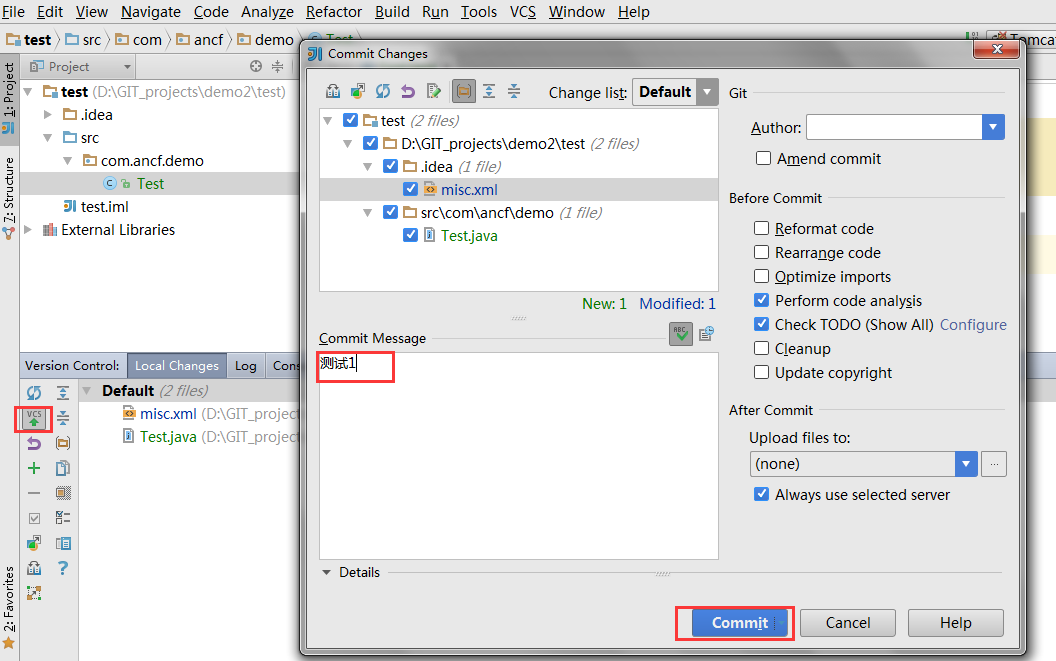 File Edit View Navigate Code Analyze Refactor Build Run Tools VCS Window Help
test src com ancf demo Test
Commit Changes
1: Project
Project
test (D:\GIT_projects\demo2\test)
.idea
src
com.ancf.demo
Test
test.iml
External Libraries
7: Structure
2: Favorites
Change list: Default
test (2 files)
D:\GIT_projects\demo2\test (2 files)
.idea (1 file)
misc.xml
src\com\ancf\demo (1 file)
Test.java
New: 1 Modified: 1
Commit Message
ABC
测试1
Details
Git
Author:
Amend commit
Before Commit
Reformat code
Rearrange code
Optimize imports
Perform code analysis
Check TODO (Show All) Configure
Cleanup
Update copyright
After Commit
Upload files to:
(none)
...
Always use selected server
Commit Cancel Help
Version Control: Local Changes Log Cons
Default (2 files)
VCS
misc.xml (D:\GIT_project
Test.java (D:\GIT_project